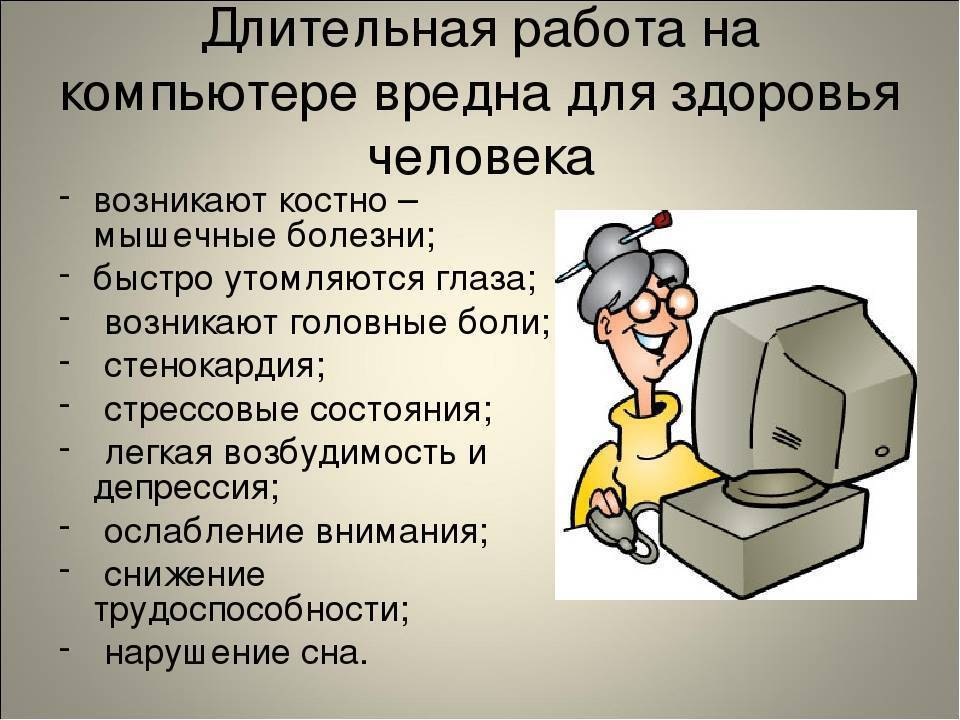 Длительная работа на
компьютере вредна для здоровья
человека
- возникают костно –
мышечные болезни;
- быстро утомляются глаза;
- возникают головные боли;
- стенокардия;
- стрессовые состояния;
- легкая возбудимость и
депрессия;
- ослабление внимания;
- снижение
трудоспособности;
- нарушение сна.